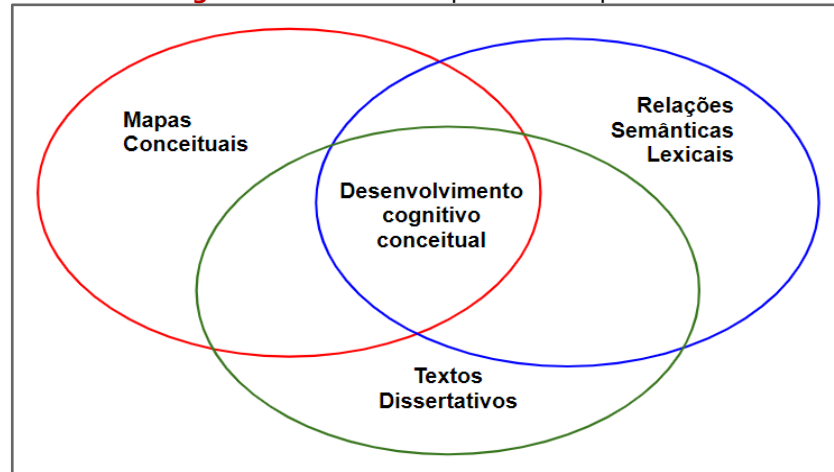 Mapas
Conceituais
Relações
Semânticas
Lexicais
Desenvolvimento
cognitivo
conceitual
Textos
Dissertativos